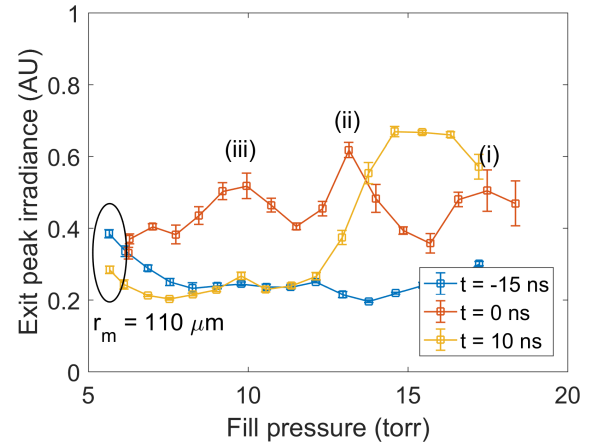 1
0.8
0.6
0.4
0.2
0
Exit peak irradiance (AU)
(iii)
(ii)
(i)
r_m = 110 μm
t = -15 ns
t = 0 ns
t = 10 ns
5
10
15
20
Fill pressure (torr)